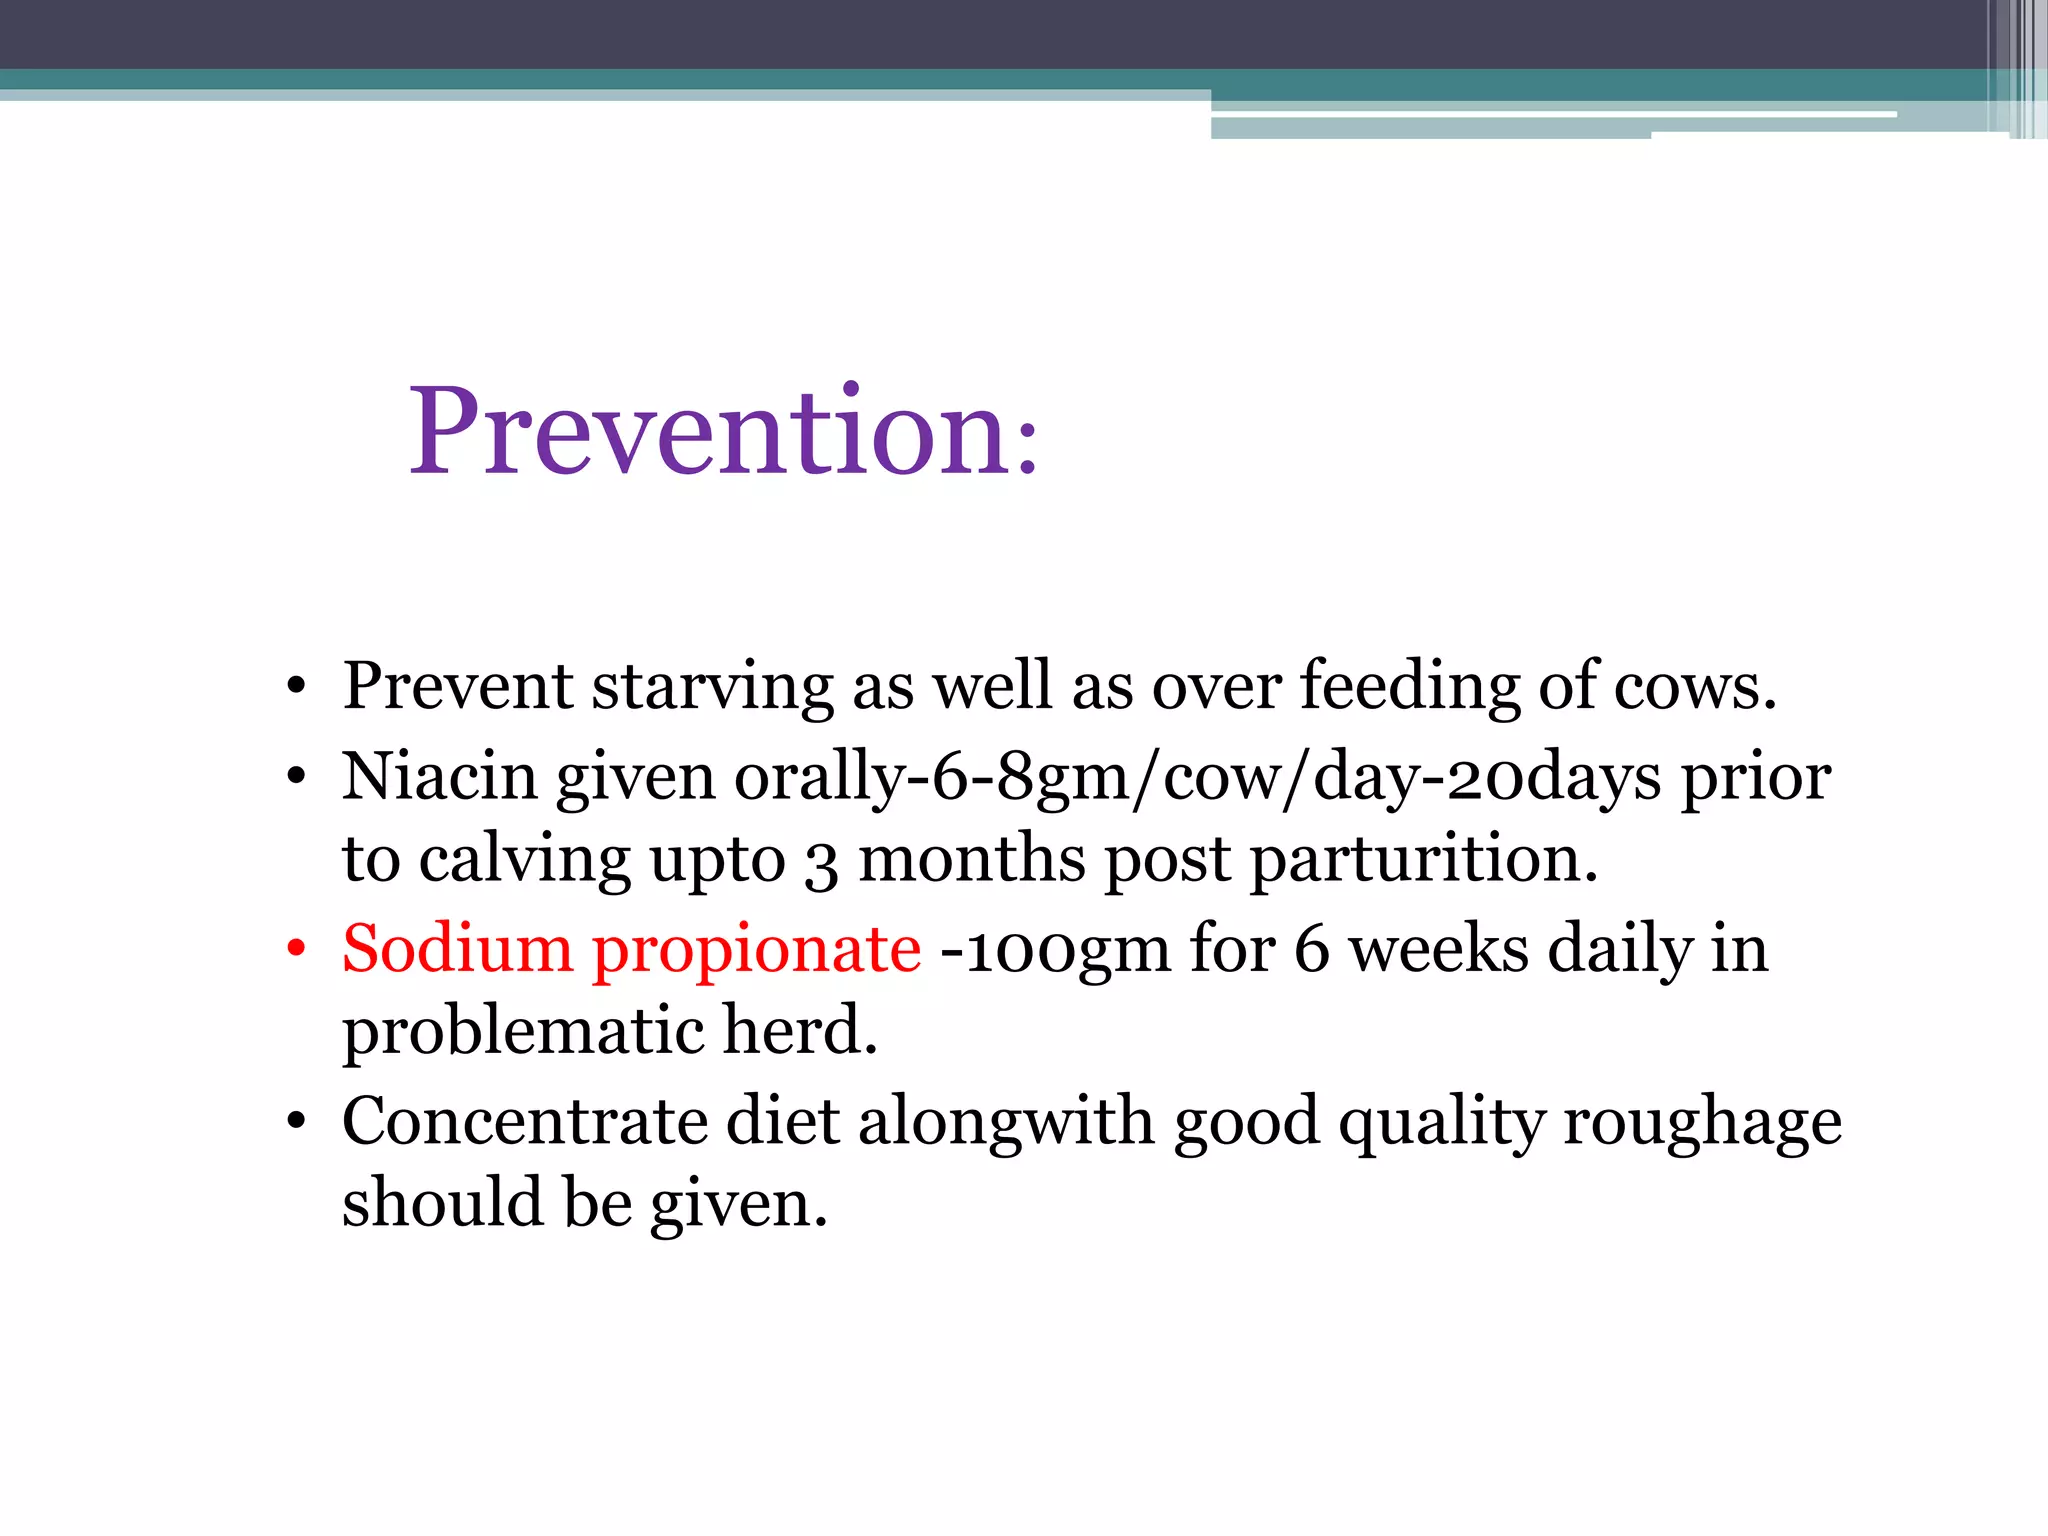 Prevention:
• Prevent starving as well as over feeding of cows.
• Niacin given orally-6-8gm/cow/day-20days prior
to calving upto 3 months post parturition.
• Sodium propionate -100gm for 6 weeks daily in
problematic herd.
• Concentrate diet alongwith good quality roughage
should be given.